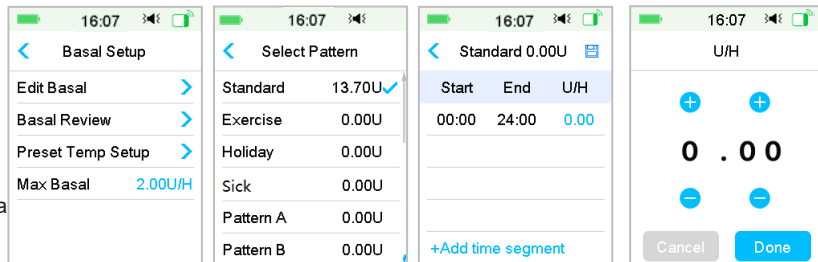 16:07
Basal Setup
Edit Basal
Basal Review
Preset Temp Setup
Max Basal 2.00U/H
a
16:07
Select Pattern
Standard 13.70U
Exercise 0.00U
Holiday 0.00U
Sick 0.00U
Pattern A 0.00U
Pattern B 0.00U
16:07
Standard 0.00U
Start End U/H
00:00 24:00 0.00
+Add time segment
16:07
U/H
0 . 0 0
Cancel Done